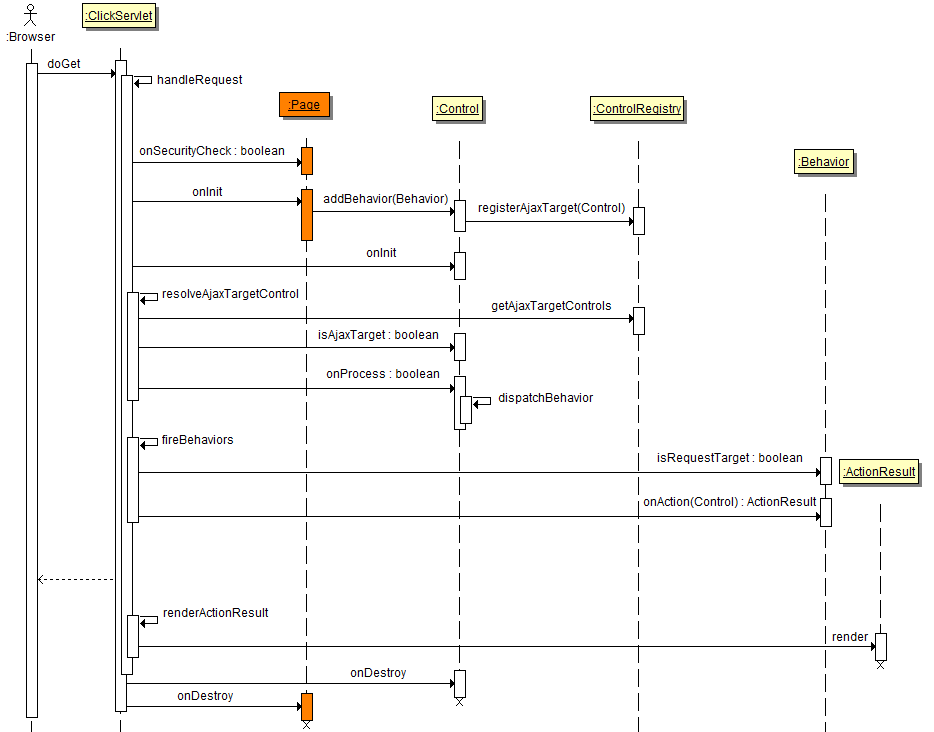 :ClickServlet
:Browser
doGet
handleRequest
:Page
:Control
:ControlRegistry
onSecurityCheck : boolean
:Behavior
onInit
addBehavior(Behavior)
registerAjaxTarget(Control)
onInit
resolveAjaxTargetControl
getAjaxTargetControls
isAjaxTarget : boolean
onProcess : boolean
dispatchBehavior
fireBehaviors
isRequestTarget : boolean
:ActionResult
onAction(Control) : ActionResult
renderActionResult
render
onDestroy
onDestroy